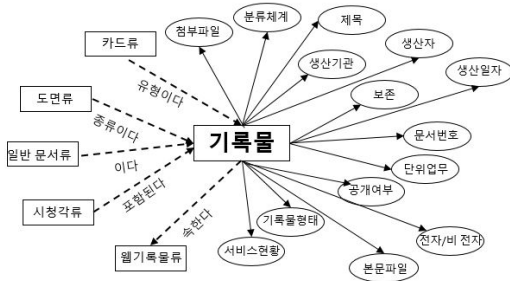 분류체계
제목
첨부파일
카드류
생산자
생산기관
생산일자
유형이다
도면류
보존
종류이다
기록물
문서번호
일반 문서류
이다
단위업무
포함된다
공개여부
시청각류
속한다
기록물형태
전자/비 전자
서비스현황
웹기록물류
본문파일